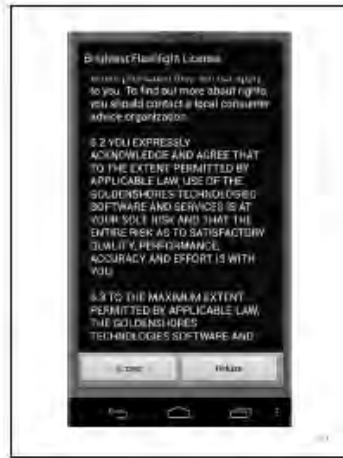 Brightest Flashlight License
to you. To find out more about rights,
you should contact a local consumer
advice organization.
6.2 YOU EXPRESSLY
ACKNOWLEDGE AND AGREE THAT
TO THE EXTENT PERMITTED BY
APPLICABLE LAW, USE OF THE
GOLDENSHORES TECHNOLOGIES
SOFTWARE AND SERVICES IS AT
YOUR SOLE RISK AND THAT THE
ENTIRE RISK AS TO SATISFACTORY
QUALITY, PERFORMANCE,
ACCURACY AND EFFORT IS WITH
YOU
6.3 TO THE MAXIMUM EXTENT
PERMITTED BY APPLICABLE LAW,
THE GOLDENSHORES
TECHNOLOGIES SOFTWARE AND
Refuse